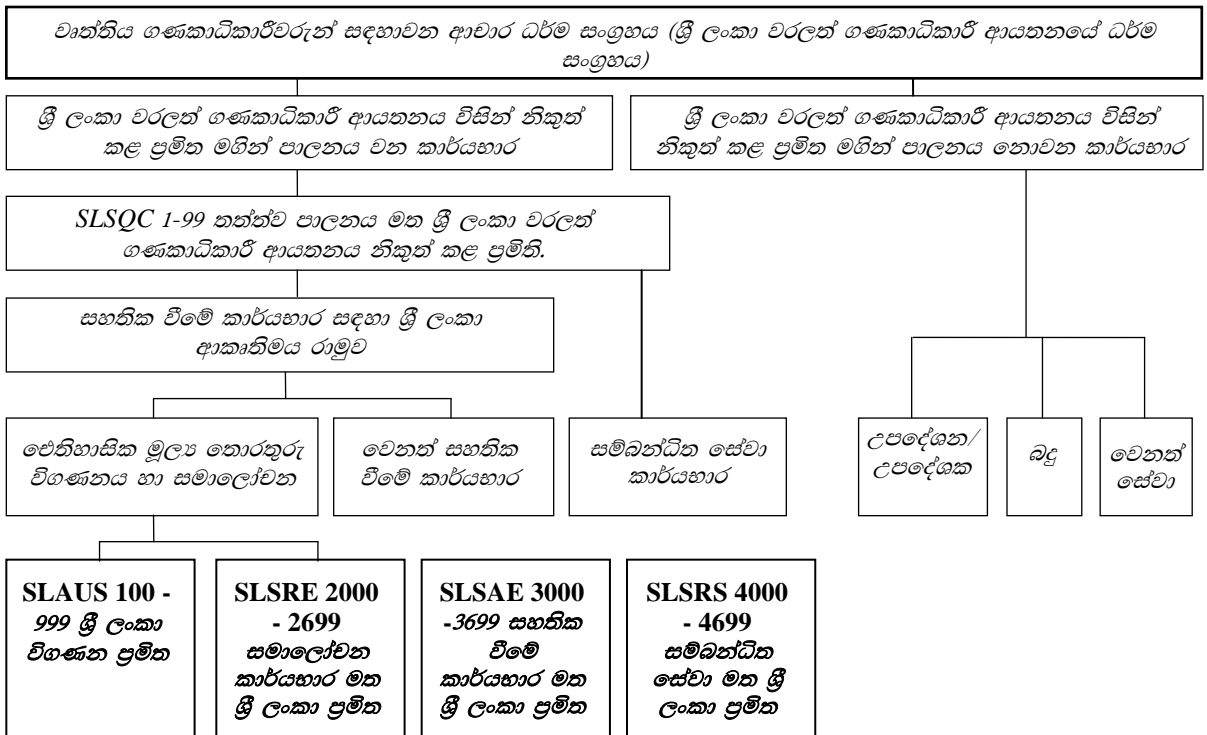 වෘත්තිය ගණකාධිකාරීවරුන් සඳහාවන ආචාර ධර්ම සංග්‍රහය (ශ්‍රී ලංකා වරලත් ගණකාධිකාරී ආයතනයේ ධර්ම
සංග්‍රහය)
ශ්‍රී ලංකා වරලත් ගණකාධිකාරී ආයතනය විසින් නිකුත්
කළ ප්‍රමිත මගින් පාලනය වන කාර්යභාර
ශ්‍රී ලංකා වරලත් ගණකාධිකාරී ආයතනය විසින්
නිකුත් කළ ප්‍රමිත මගින් පාලනය නොවන කාර්යභාර
SLSQC 1-99 තත්ත්ව පාලනය මත ශ්‍රී ලංකා වරලත්
ගණකාධිකාරී ආයතනය නිකුත් කළ ප්‍රමිති.
සහතික වීමේ කාර්යභාර සඳහා ශ්‍රී ලංකා
ආකෘතිමය රාමුව
ඓතිහාසික මූල්‍ය තොරතුරු
විගණනය හා සමාලෝචන
වෙනත් සහතික
වීමේ කාර්යභාර
සම්බන්ධිත සේවා
කාර්යභාර
උපදේශන/
උපදේශක
බදු
වෙනත්
සේවා
SLAUS 100 -
999 ශ්‍රී ලංකා
විගණන ප්‍රමිත
SLSRE 2000
- 2699
සමාලෝචන
කාර්යභාර මත
ශ්‍රී ලංකා ප්‍රමිත
SLSAE 3000
-3699 සහතික
වීමේ
කාර්යභාර මත
ශ්‍රී ලංකා ප්‍රමිත
SLSRS 4000
- 4699
සම්බන්ධිත
සේවා මත ශ්‍රී
ලංකා ප්‍රමිත